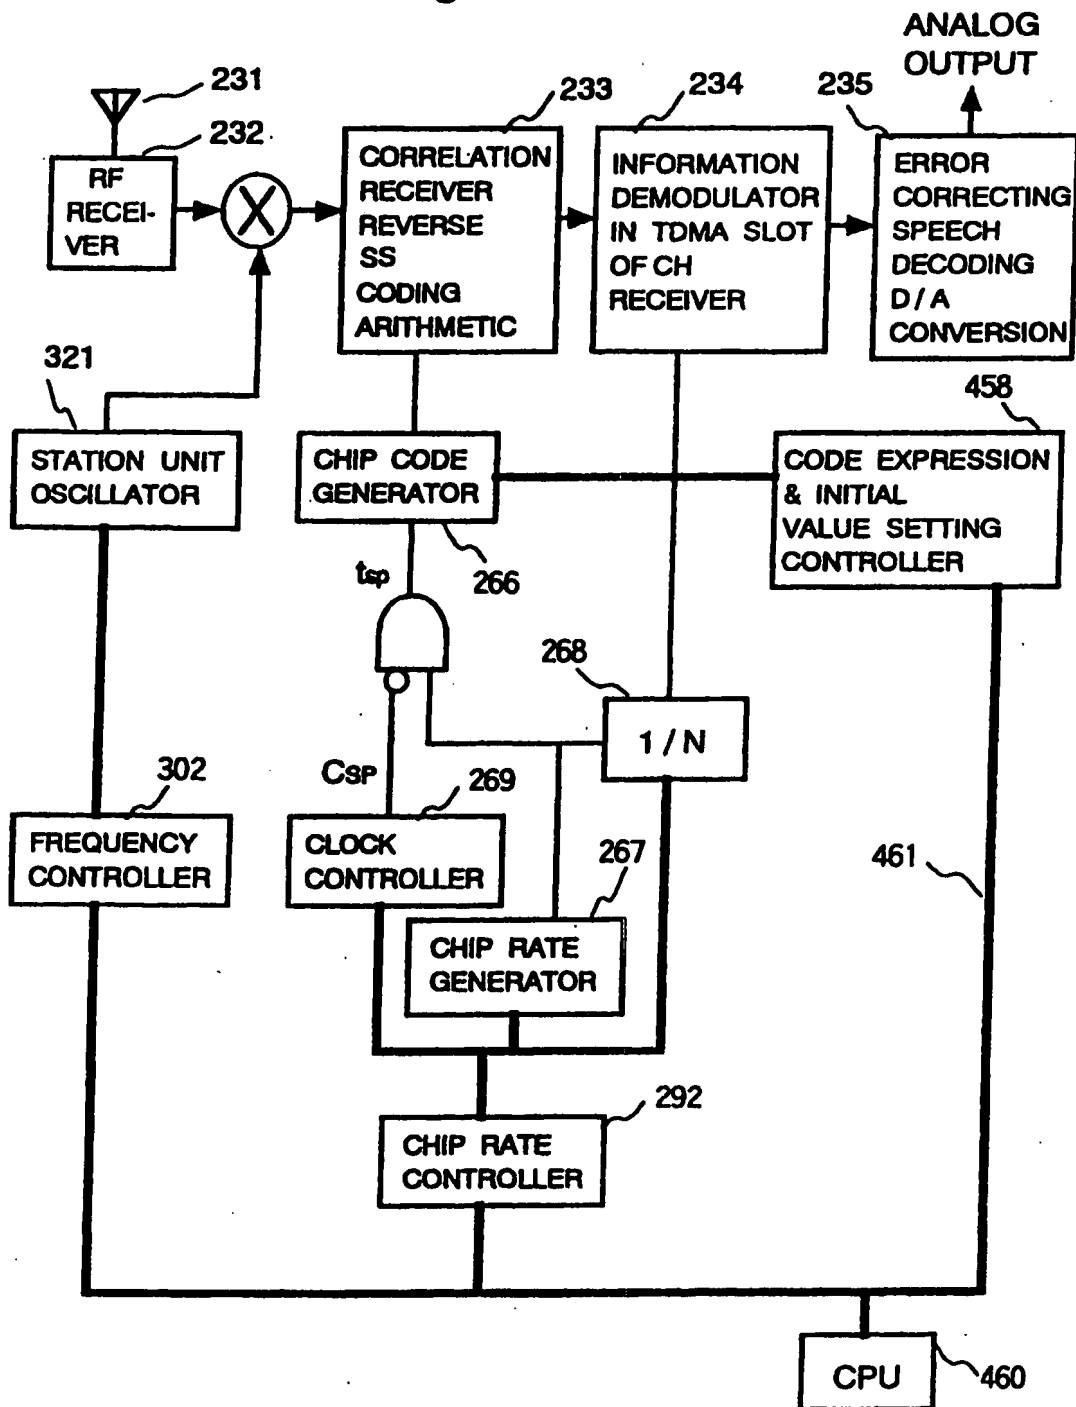 ANALOG
OUTPUT
231
232
233
234
235
RF
RECEI-
VER
CORRELATION
RECEIVER
REVERSE
SS
CODING
ARITHMETIC
INFORMATION
DEMODULATOR
IN TDMA SLOT
OF CH
RECEIVER
ERROR
CORRECTING
SPEECH
DECODING
D/A
CONVERSION
321
458
STATION UNIT
OSCILLATOR
CHIP CODE
GENERATOR
CODE EXPRESSION
& INITIAL
VALUE SETTING
CONTROLLER
tsp
266
268
1/N
CSP
302
269
FREQUENCY
CONTROLLER
CLOCK
CONTROLLER
267
461
CHIP RATE
GENERATOR
292
CHIP RATE
CONTROLLER
CPU
460